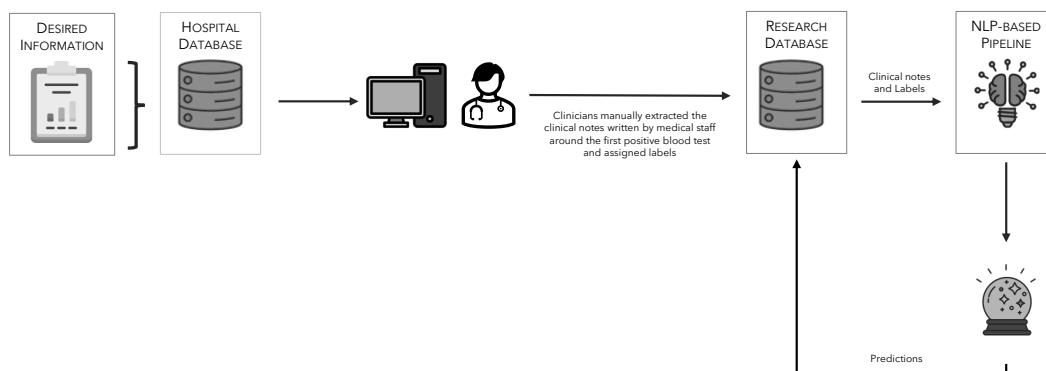 DESIRED
INFORMATION
HOSPITAL
DATABASE
Clinicians manually extracted the
clinical notes written by medical staff
around the first positive blood test
and assigned labels
RESEARCH
DATABASE
Clinical notes
and Labels
NLP-BASED
PIPELINE
Predictions